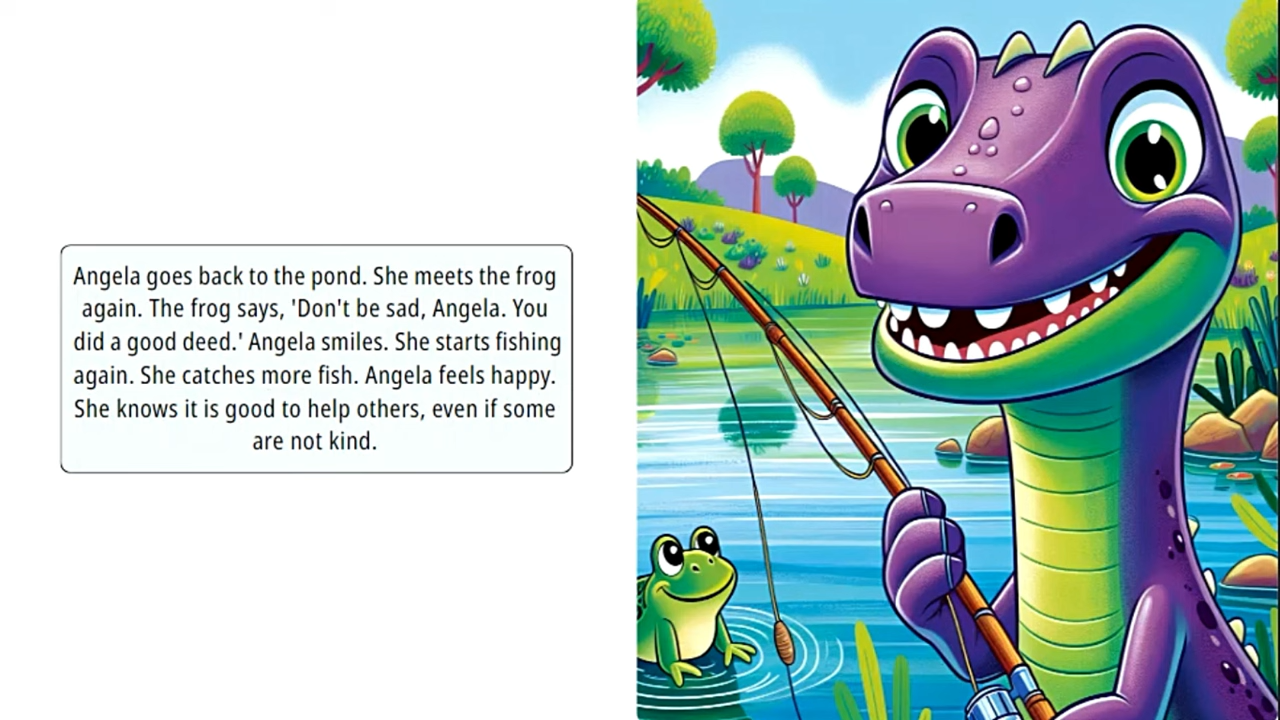 Angela goes back to the pond. She meets the frog
again. The frog says, 'Don't be sad, Angela. You
did a good deed.' Angela smiles. She starts fishing
again. She catches more fish. Angela feels happy.
She knows it is good to help others, even if some
are not kind.